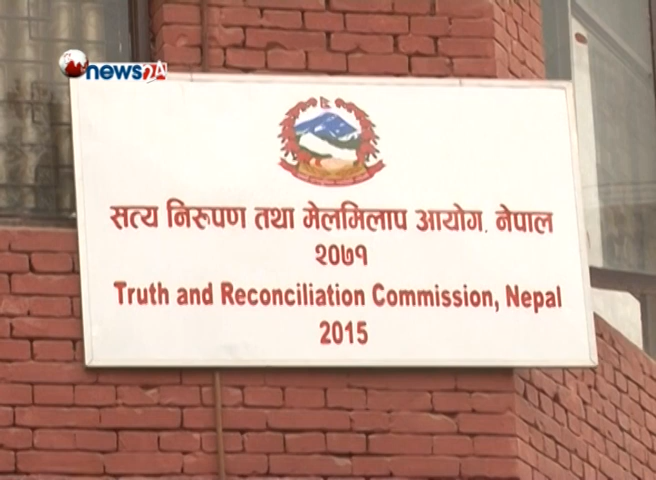 news24
सत्य निरूपण तथा मेलमिलाप आयोग, नेपाल
२०७१
Truth and Reconciliation Commission, Nepal
2015